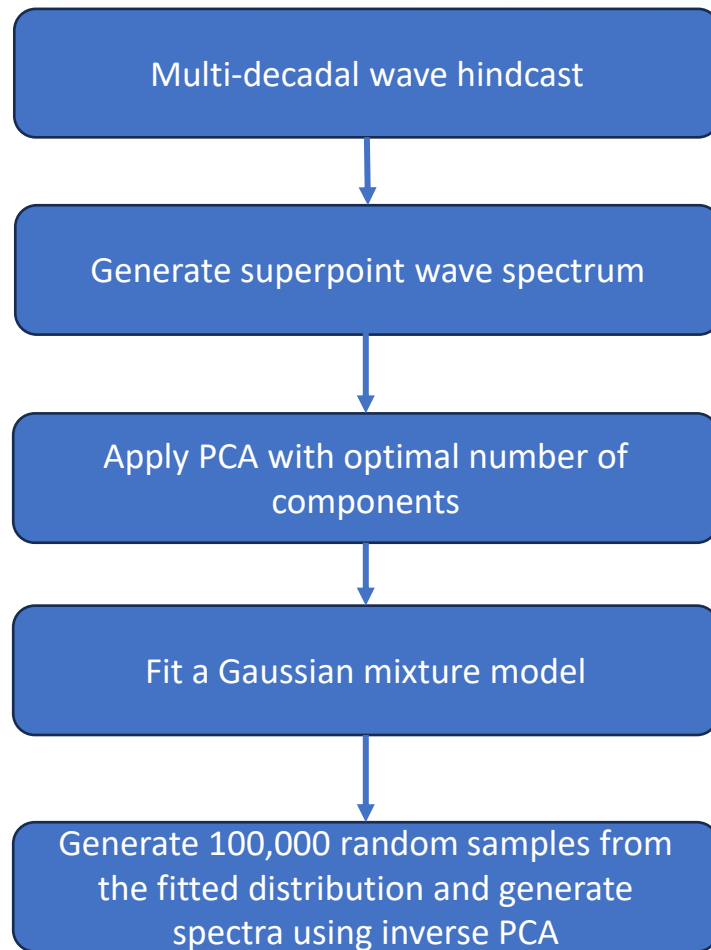 Multi-decadal wave hindcast
Generate superpoint wave spectrum
Apply PCA with optimal number of
components
Fit a Gaussian mixture model
Generate 100,000 random samples from
the fitted distribution and generate
spectra using inverse PCA